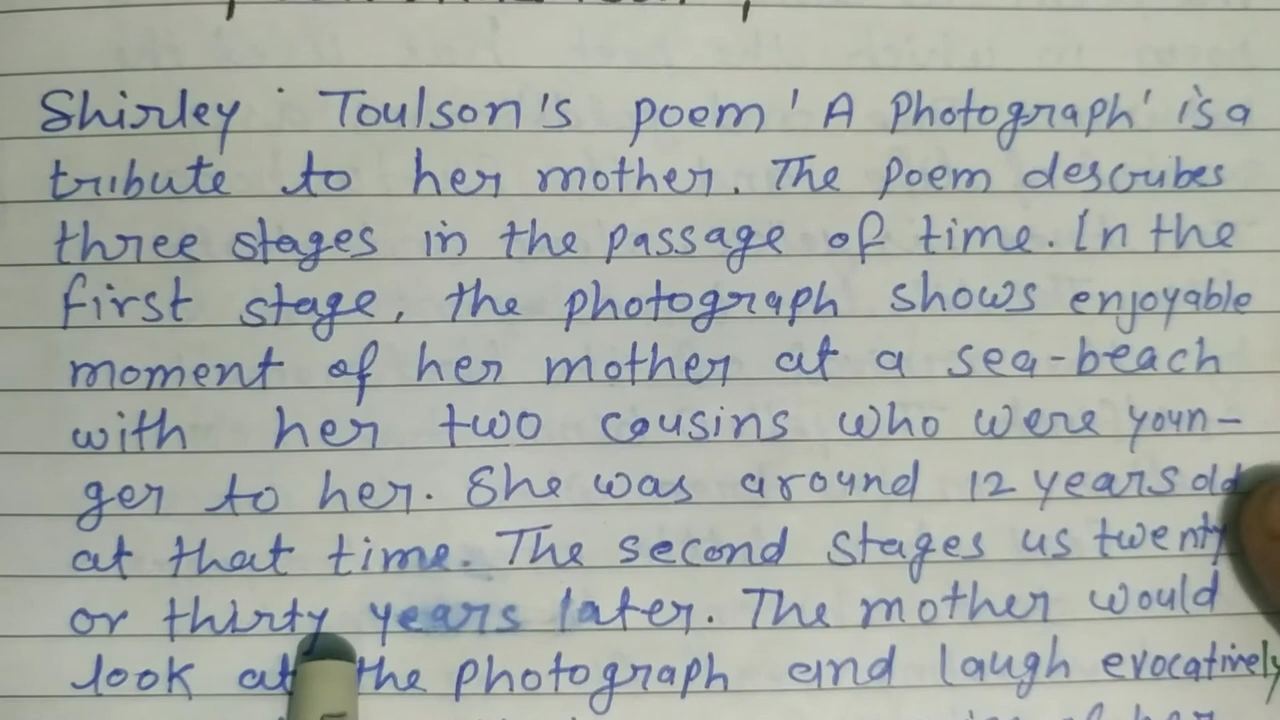 Shirley Toulson's poem 'A Photograph' is a
tribute to her mother. The poem describes
three stages in the passage of time. In the
first stage, the photograph shows enjoyable
moment of her mother at a sea-beach
with her two cousins who were youn-
ger to her. She was around 12 years old
at that time. The second stages us twenty
or thirty years later. The mother would
look at the photograph and laugh evocatively
of her